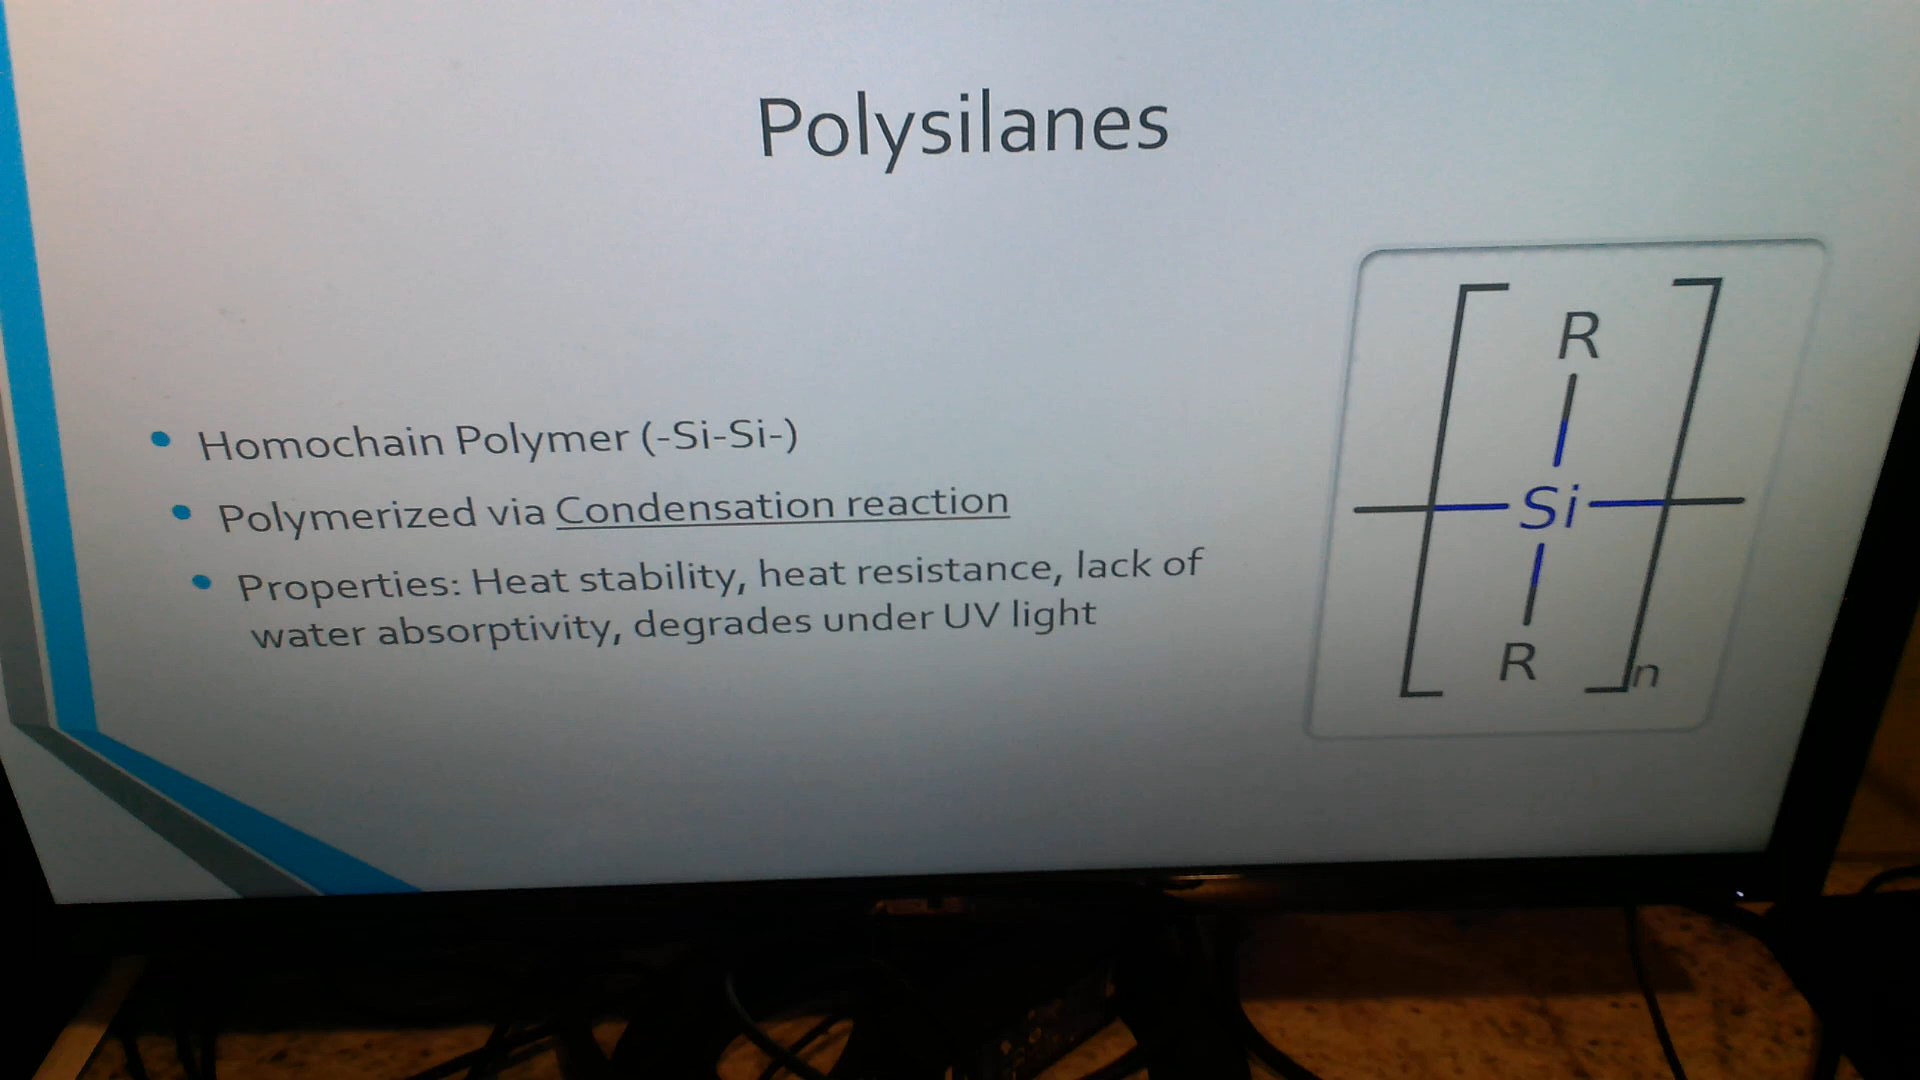 Polysilanes
• Homochain Polymer (-Si-Si-)
• Polymerized via Condensation reaction
• Properties: Heat stability, heat resistance, lack of
water absorptivity, degrades under UV light
R
Si
R
n